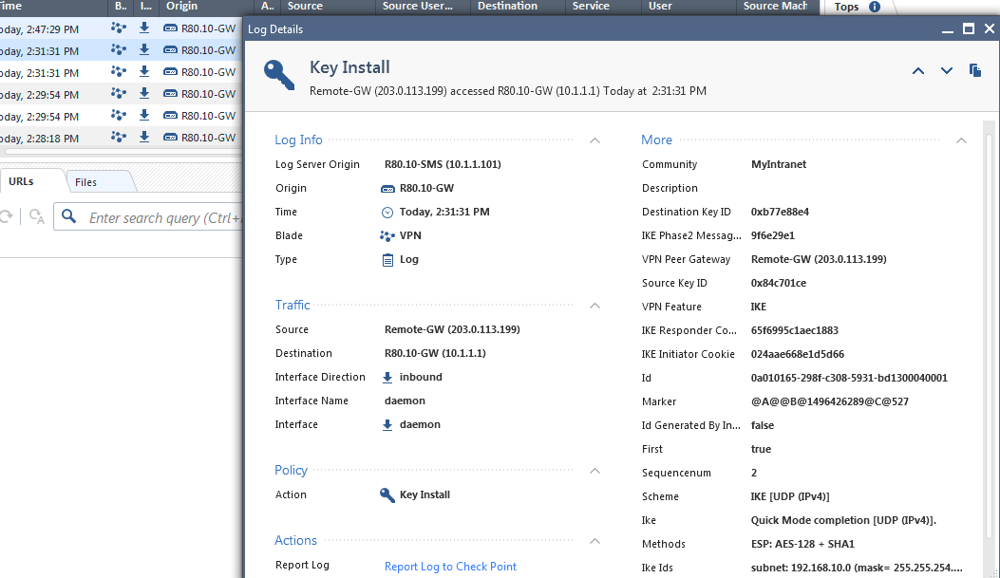 Time B.. I... Origin A.. Source Source User... Destination Service User Source Mach Tops
oday, 2:47:29 PM R80.10-GW
oday, 2:31:31 PM R80.10-GW
oday, 2:31:31 PM R80.10-GW
oday, 2:29:54 PM R80.10-GW
oday, 2:29:54 PM R80.10-GW
oday, 2:28:18 PM R80.10-GW
URLs Files
Enter search query (Ctrl+
Log Details
Key Install
Remote-GW (203.0.113.199) accessed R80.10-GW (10.1.1.1) Today at 2:31:31 PM
Log Info
Log Server Origin R80.10-SMS (10.1.1.101)
Origin R80.10-GW
Time Today, 2:31:31 PM
Blade VPN
Type Log
Traffic
Source Remote-GW (203.0.113.199)
Destination R80.10-GW (10.1.1.1)
Interface Direction inbound
Interface Name daemon
Interface daemon
Policy
Action Key Install
Actions
Report Log Report Log to Check Point
More
Community MyIntranet
Description
Destination Key ID 0xb77e88e4
IKE Phase2 Messag... 9f6e29e1
VPN Peer Gateway Remote-GW (203.0.113.199)
Source Key ID 0x84c701ce
VPN Feature IKE
IKE Responder Co... 65f6995c1aec1883
IKE Initiator Cookie 024aae668e1d5d66
Id 0a010165-298f-c308-5931-bd1300040001
Marker @A@@B@1496426289@C@527
Id Generated By In... false
First true
Sequencenum 2
Scheme IKE [UDP (IPv4)]
Ike Quick Mode completion [UDP (IPv4)].
Methods ESP: AES-128 + SHA1
Ike Ids subnet: 192.168.10.0 (mask= 255.255.254....